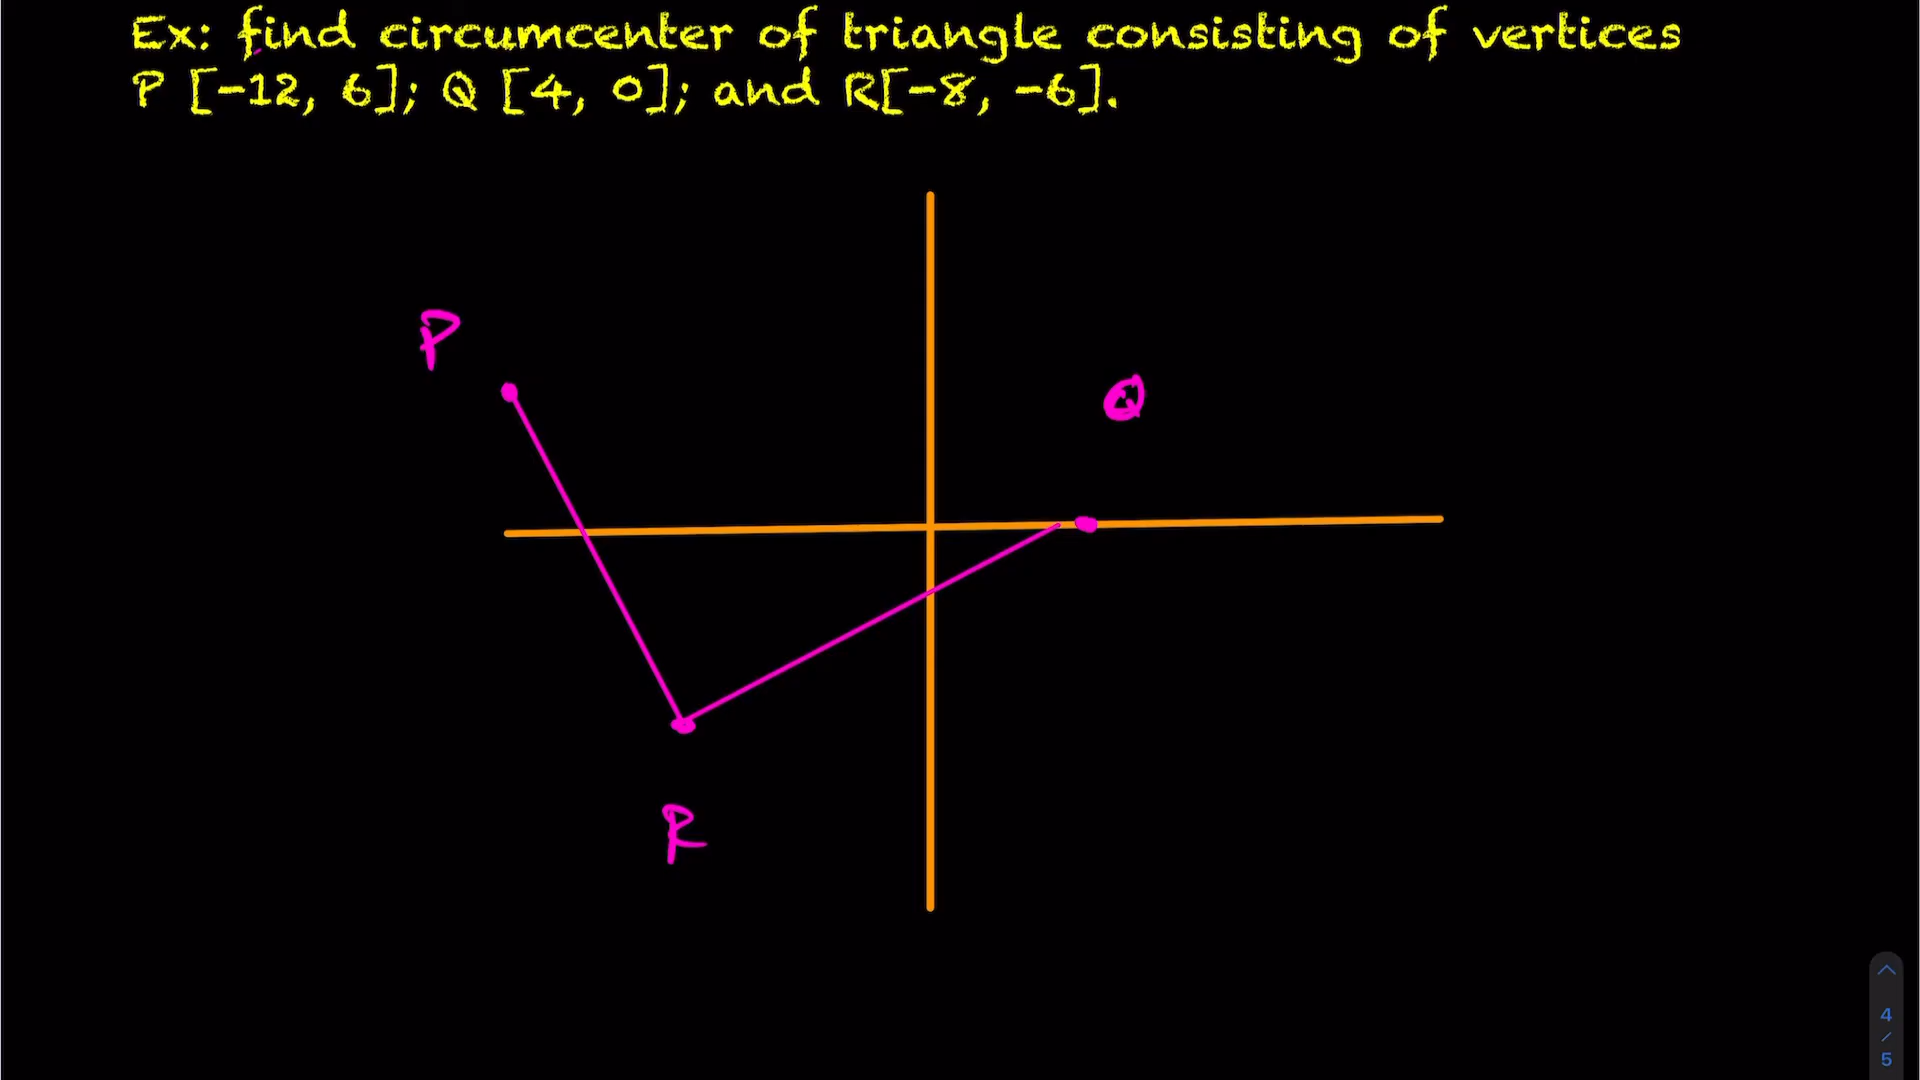 Ex: find circumcenter of triangle consisting of vertices
P [-12, 6]; Q [4, 0]; and R[-8, -6].
P
Q
R
4
/
5